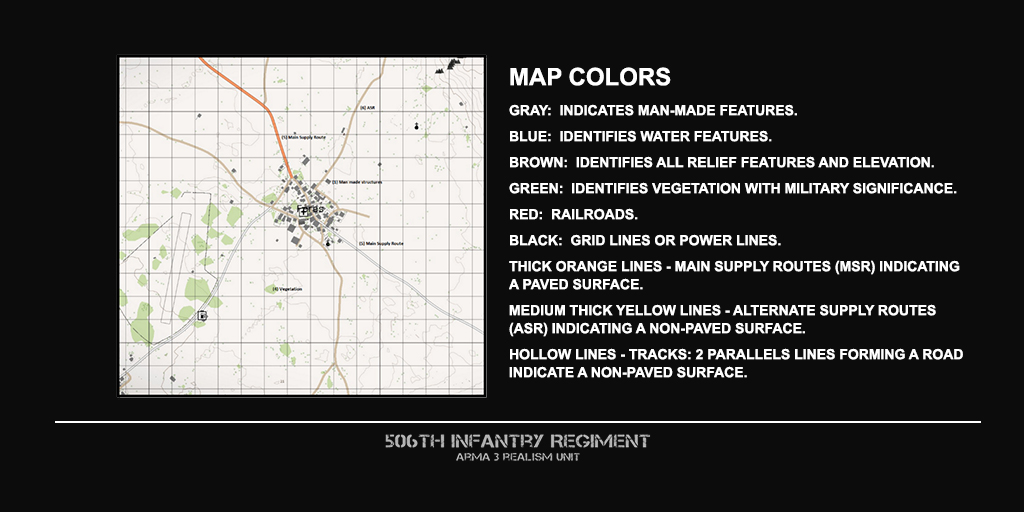 MAP COLORS
GRAY: INDICATES MAN-MADE FEATURES.
BLUE: IDENTIFIES WATER FEATURES.
BROWN: IDENTIFIES ALL RELIEF FEATURES AND ELEVATION.
GREEN: IDENTIFIES VEGETATION WITH MILITARY SIGNIFICANCE.
RED: RAILROADS.
BLACK: GRID LINES OR POWER LINES.
THICK ORANGE LINES - MAIN SUPPLY ROUTES (MSR) INDICATING
A PAVED SURFACE.
MEDIUM THICK YELLOW LINES - ALTERNATE SUPPLY ROUTES
(ASR) INDICATING A NON-PAVED SURFACE.
HOLLOW LINES - TRACKS: 2 PARALLELS LINES FORMING A ROAD
INDICATE A NON-PAVED SURFACE.
ASR
(5) Main Supply Route
(5) Man made structures
Feras
(5) Main Supply Route
Vegetation
506TH INFANTRY REGIMENT
ARMA 3 REALISM UNIT